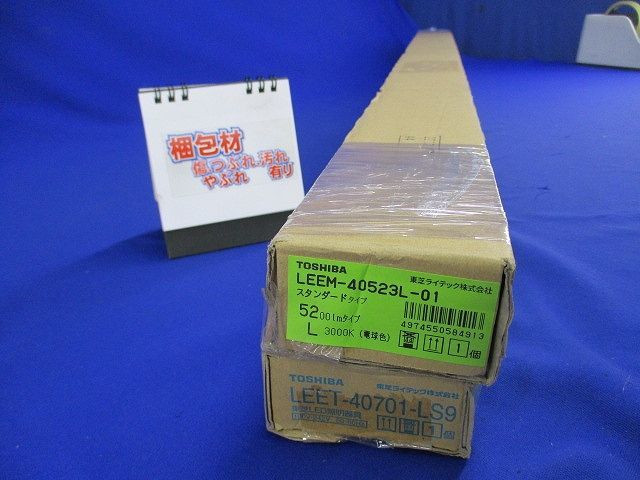 梱包材
傷、つぶれ、汚れ
やぶれ 有り
TOSHIBA 東芝ライテック株式会社
LEEM-40523L-01
スタンダードタイプ
5200lmタイプ
L 3000K (電球色)
4974550584913
1個
TOSHIBA 東芝ライテック株式会社
LEET-40701-LS9
1個